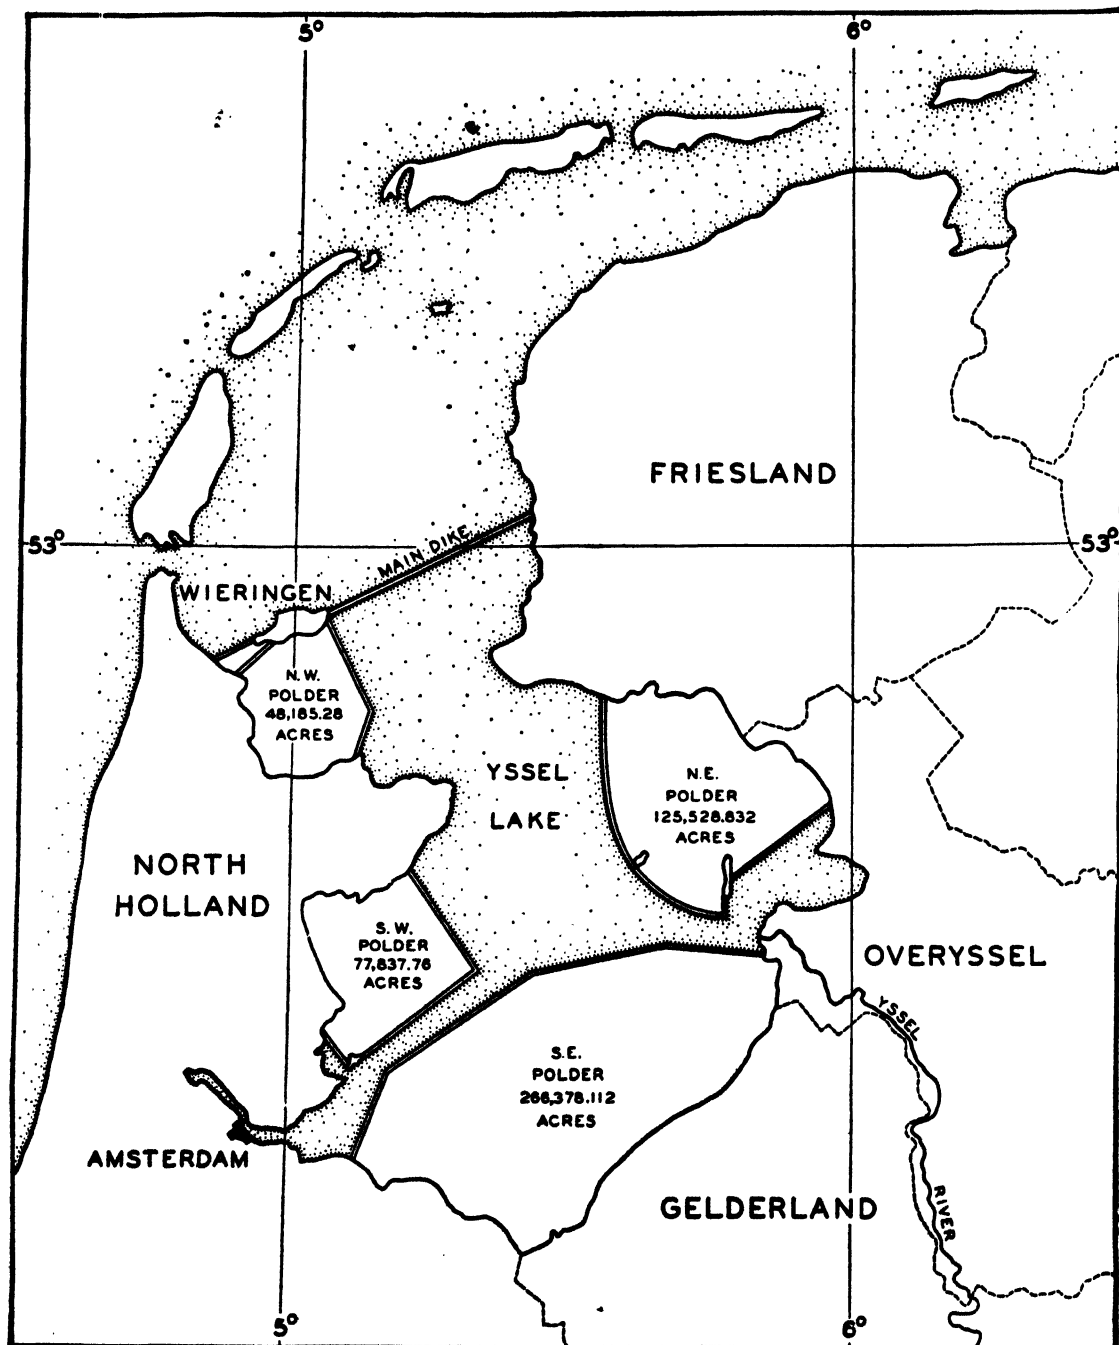 5°
6°
FRIESLAND
53°
53°
MAIN DIKE
WIERINGEN
N.W.
POLDER
48,185.28
ACRES
YSSEL
LAKE
N.E.
POLDER
125,528.832
ACRES
NORTH
HOLLAND
S.W.
POLDER
77,837.76
ACRES
OVERYSSEL
YSSEL
S.E.
POLDER
266,378.112
ACRES
AMSTERDAM
GELDERLAND
RIVER
5°
6°